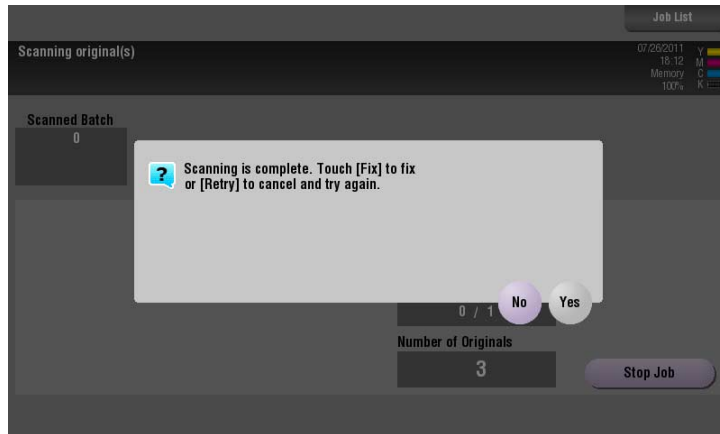 Job List
Scanning original(s)
07/26/2011
18:12
Memory
100%
Y
M
C
K
Scanned Batch
0
?
Scanning is complete. Touch [Fix] to fix
or [Retry] to cancel and try again.
0 / 1
No
Yes
Number of Originals
3
Stop Job